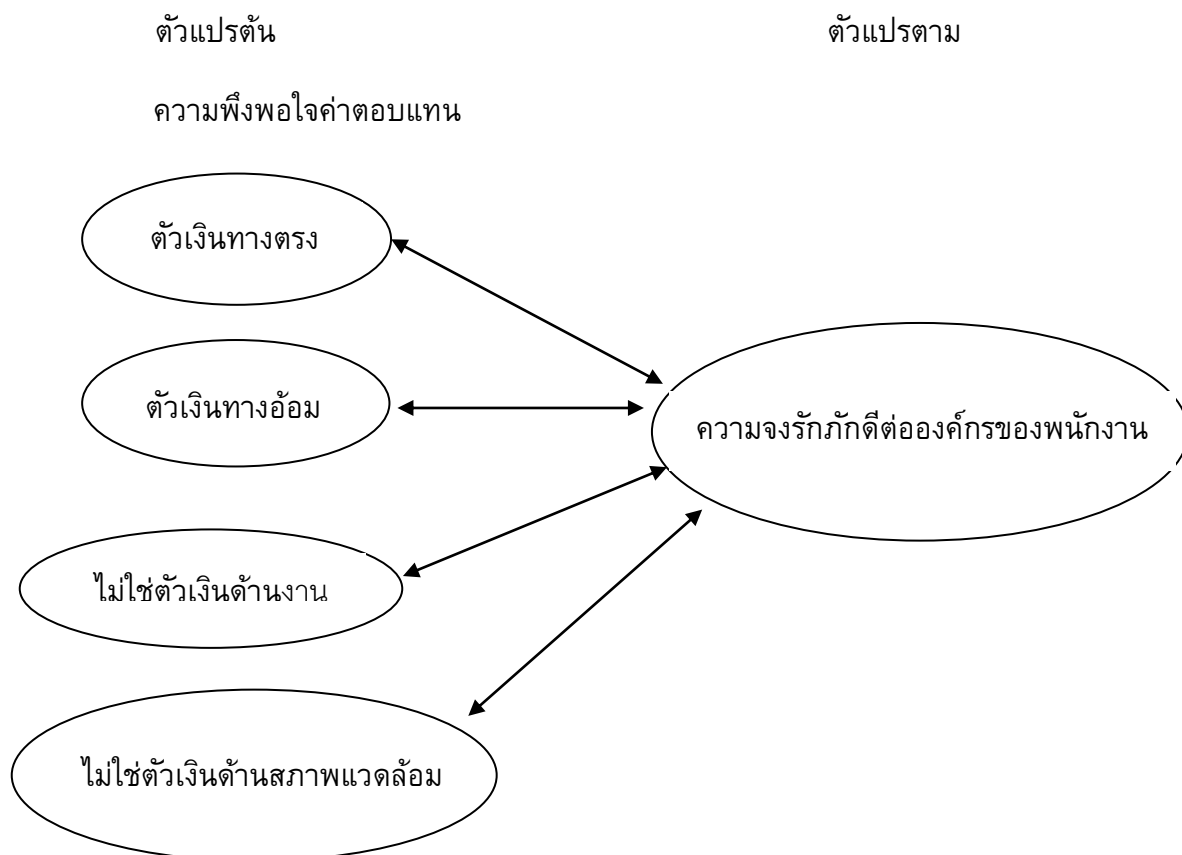 ตัวแปรต้น
ตัวแปรตาม
ความพึงพอใจค่าตอบแทน
ตัวเงินทางตรง
ตัวเงินทางอ้อม
ความจงรักภักดีต่อองค์กรของพนักงาน
ไม่ใช่ตัวเงินด้านงาน
ไม่ใช่ตัวเงินด้านสภาพแวดล้อม